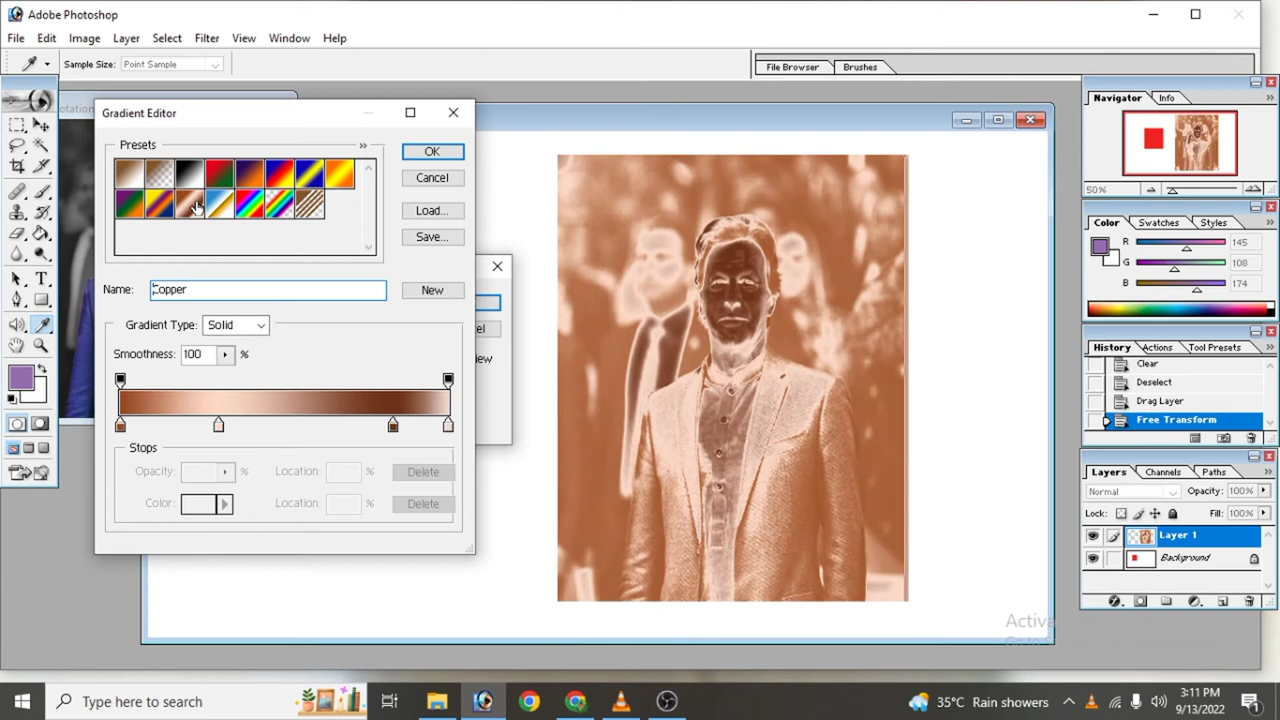 Adobe Photoshop
File Edit Image Layer Select Filter View Window Help
Sample Size: Point Sample
File Browser Brushes
Gradient Editor
Presets
OK
Cancel
Load...
Save...
Name: Copper
New
Gradient Type: Solid
Smoothness: 100 %
Stops
Opacity: % Location: % Delete
Color: Location: % Delete
Navigator Info
50%
Color Swatches Styles
R 145
G 108
B 174
History Actions Tool Presets
Clear
Deselect
Drag Layer
Free Transform
Layers Channels Paths
Normal Opacity: 100%
Lock: Fill: 100%
Layer 1
Background
Activa
Type here to search
35°C Rain showers
3:11 PM
9/13/2022
1